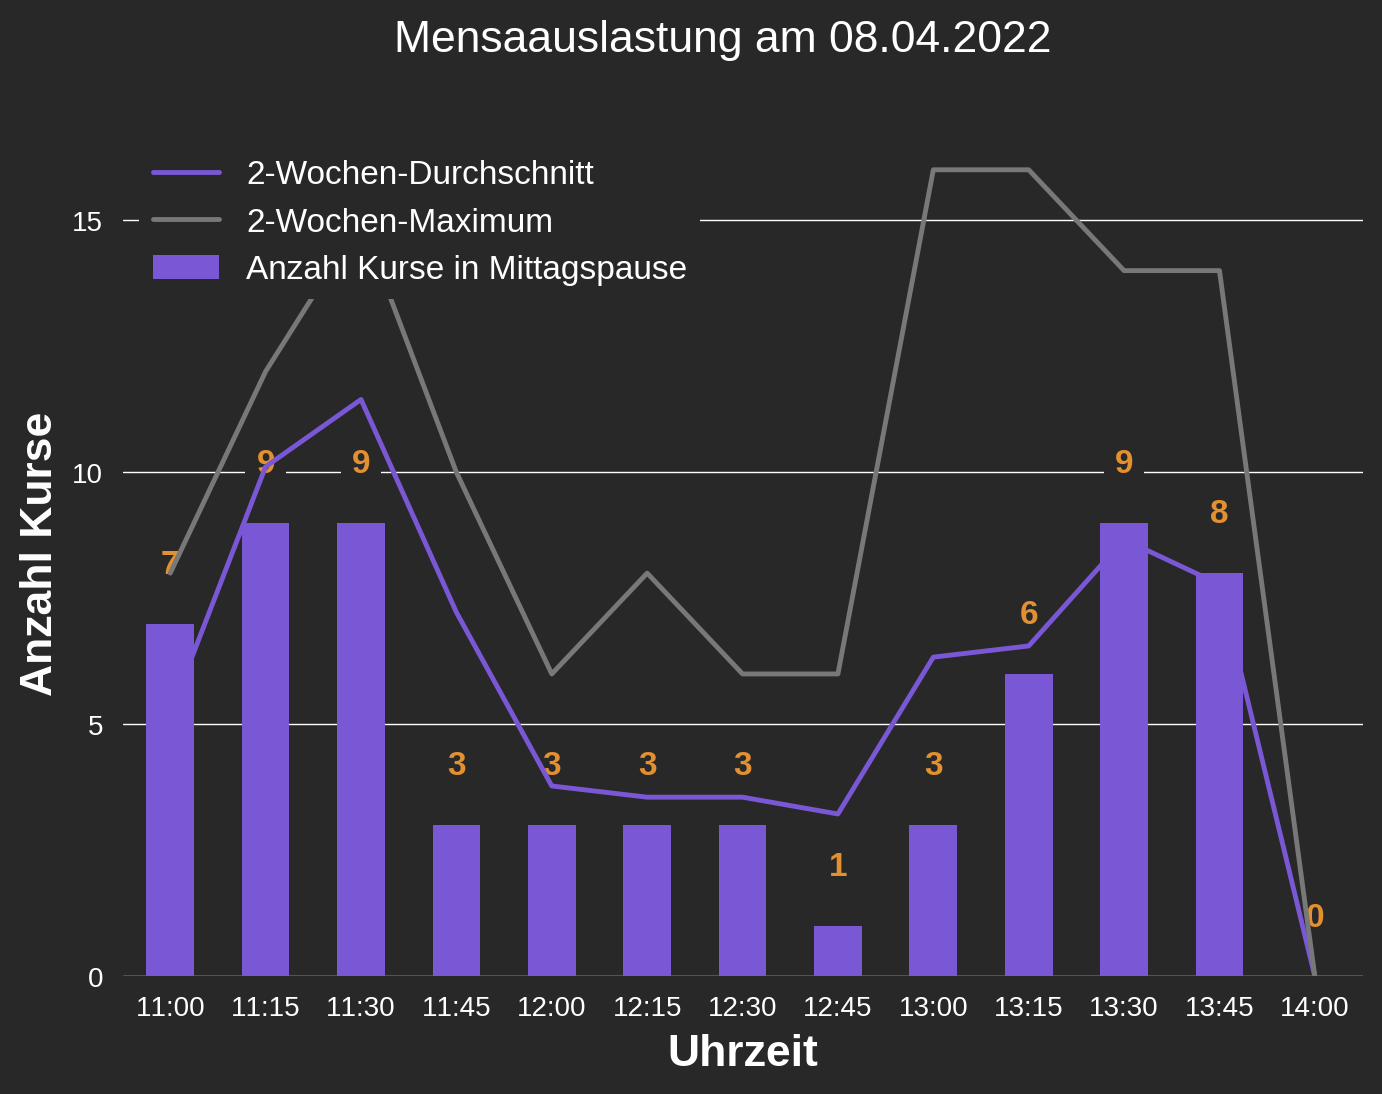 Mensaauslastung am 08.04.2022
2-Wochen-Durchschnitt
2-Wochen-Maximum
Anzahl Kurse in Mittagspause
Anzahl Kurse
15
10
5
0
7
9
9
3
3
3
3
1
3
6
9
8
0
11:00 11:15 11:30 11:45 12:00 12:15 12:30 12:45 13:00 13:15 13:30 13:45 14:00
Uhrzeit